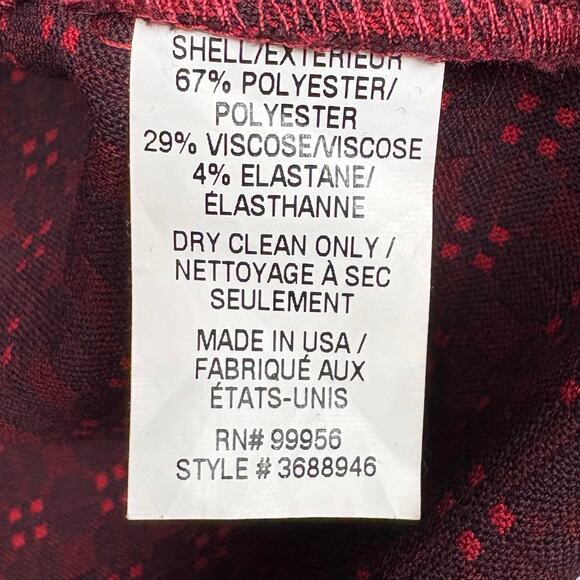 SHELL/EXTERIEUR
67% POLYESTER/
POLYESTER
29% VISCOSE/VISCOSE
4% ELASTANE/
ÉLASTHANNE
DRY CLEAN ONLY /
NETTOYAGE À SEC
SEULEMENT
MADE IN USA /
FABRIQUÉ AUX
ÉTATS-UNIS
RN# 99956
STYLE # 3688946